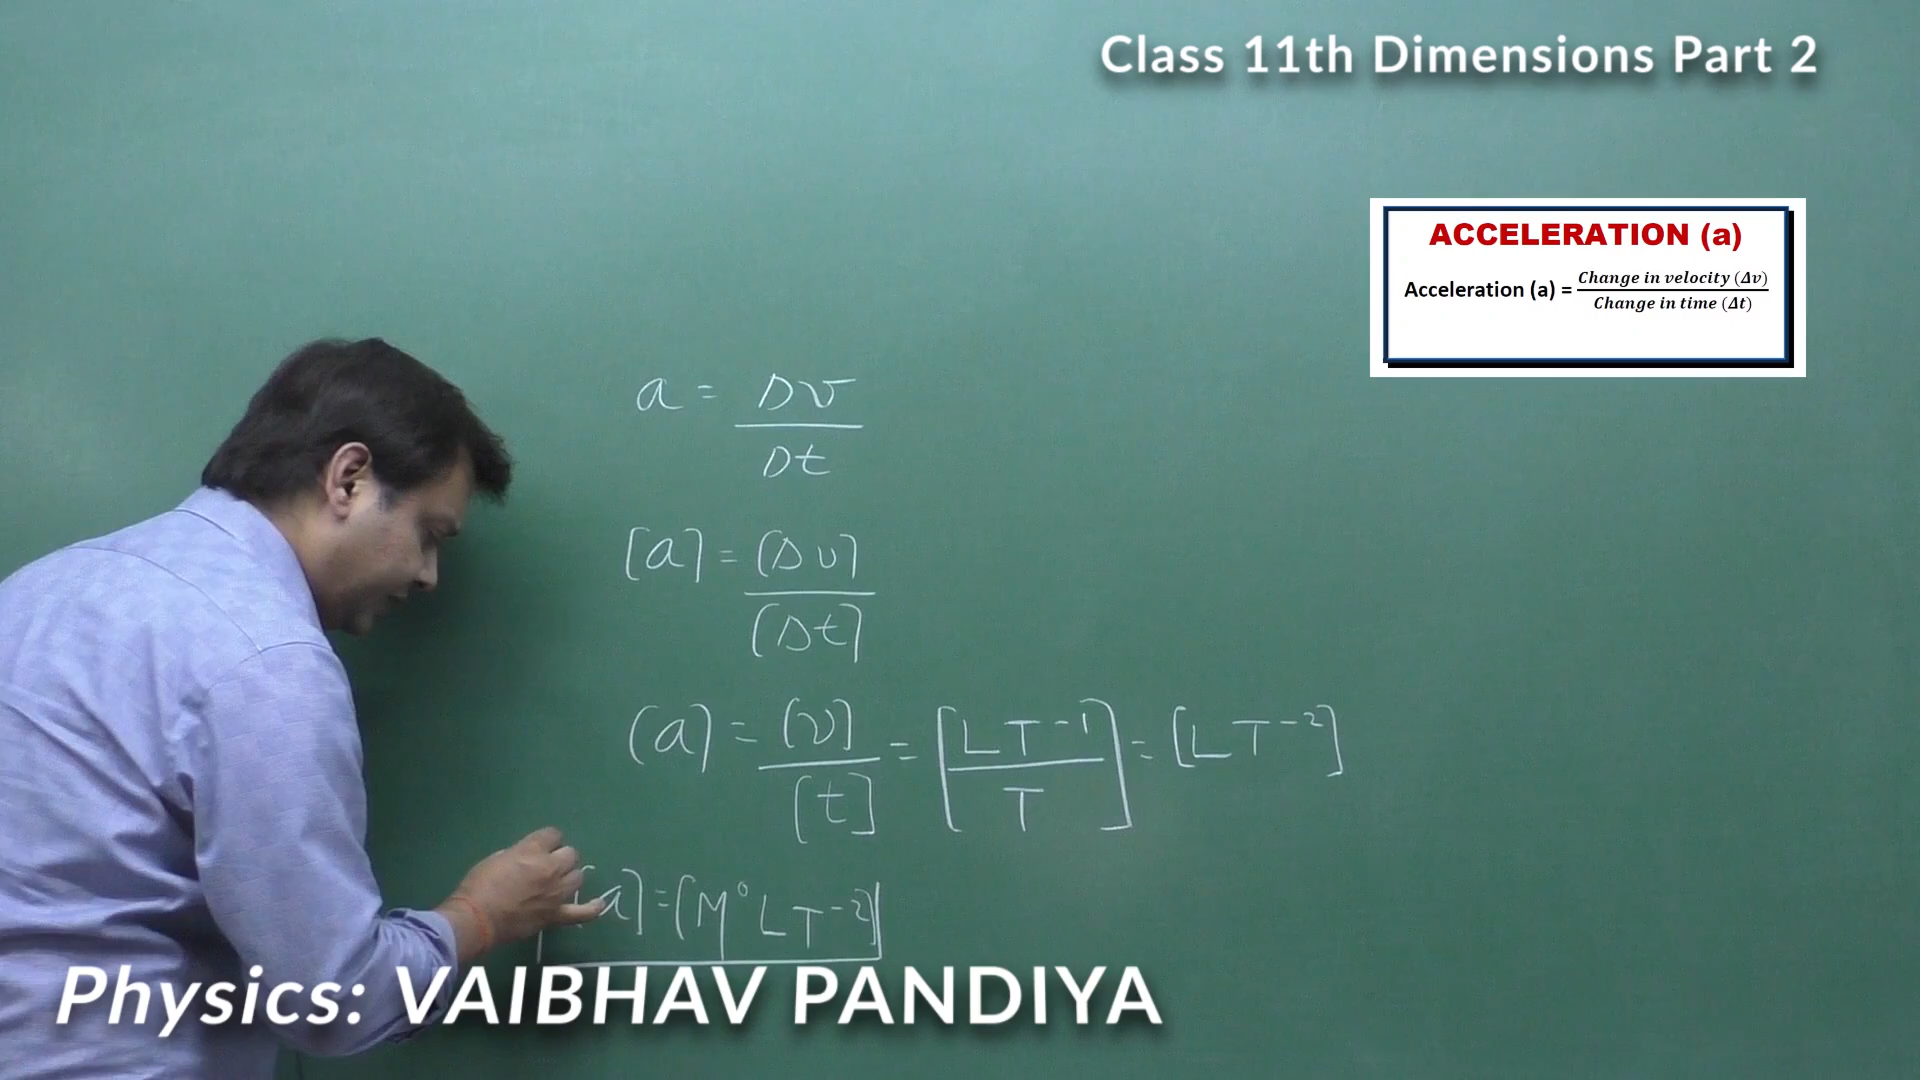 Class 11th Dimensions Part 2
ACCELERATION (a)
Acceleration (a) = Change in velocity (Δv) / Change in time (Δt)
a = Δv / Δt
[a] = [Δv] / [Δt]
[a] = [v] / [t] = [LT⁻¹ / T] = [LT⁻²]
[a] = [M⁰LT⁻²]
Physics: VAIBHAV PANDIYA